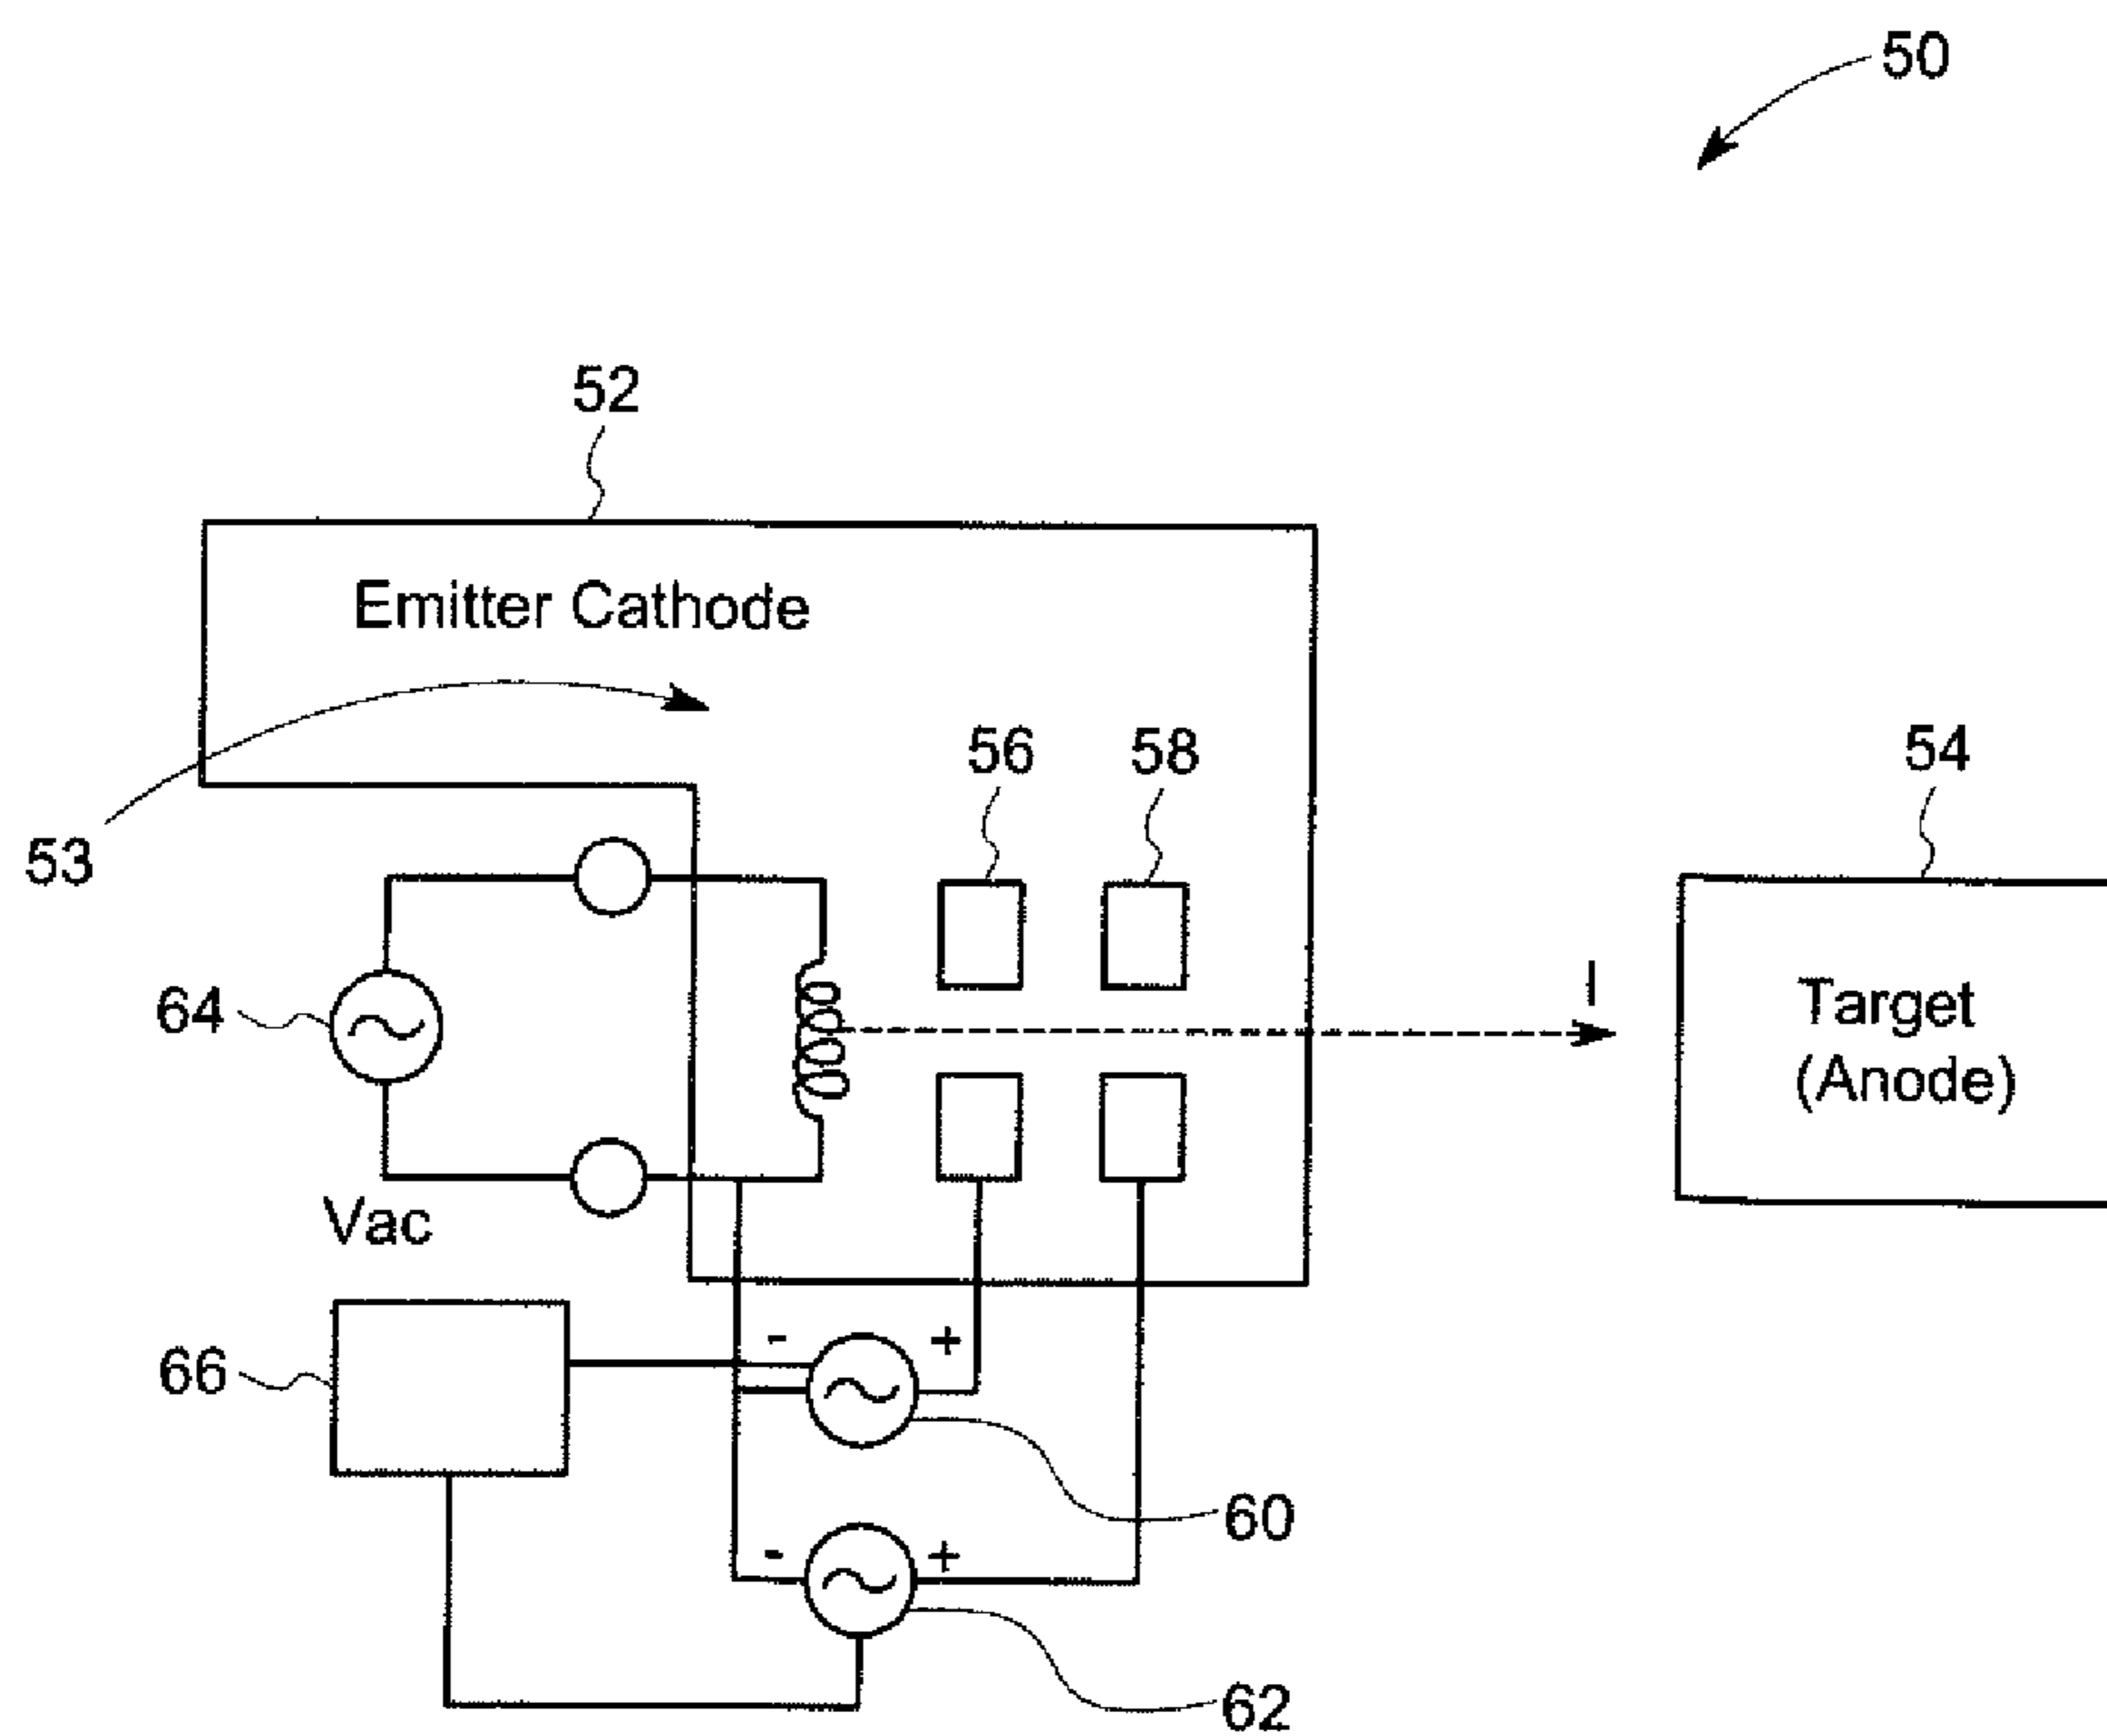 50
52
Emitter Cathode
56
58
54
53
I
64
Target
(Anode)
Vac
- +
66
60
- +
62